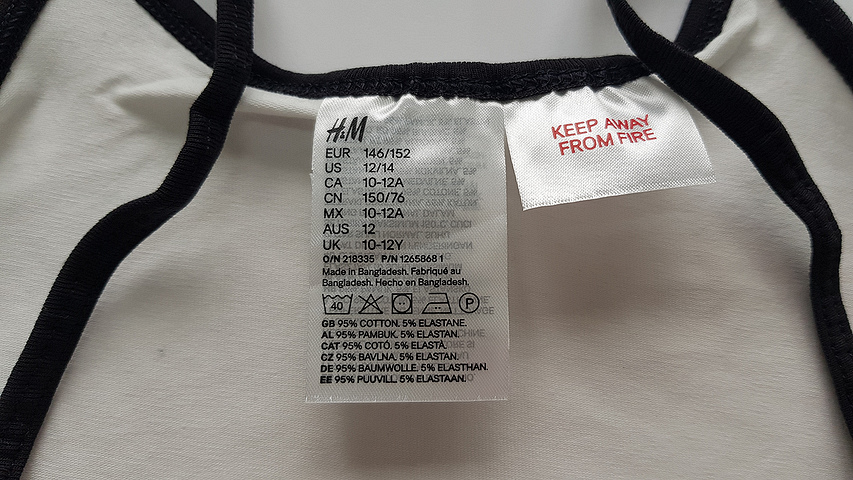 H&M
EUR 146/152
US 12/14
CA 10-12A
CN 150/76
MX 10-12A
AUS 12
UK 10-12Y
O/N 218335 P/N 1265868 1
Made in Bangladesh. Fabriqué au
Bangladesh. Hecho en Bangladesh.
40 P
GB 95% COTTON. 5% ELASTANE.
AL 95% PAMBUK. 5% ELASTAN.
CAT 95% COTÓ. 5% ELASTÀ.
CZ 95% BAVLNA. 5% ELASTAN.
DE 95% BAUMWOLLE. 5% ELASTHAN.
EE 95% PUUVILL. 5% ELASTAAN.
KEEP AWAY
FROM FIRE